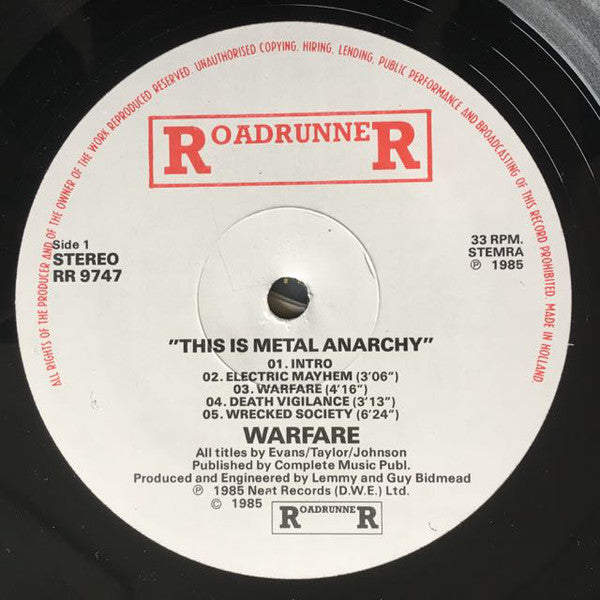 ALL RIGHTS OF THE PRODUCER AND OF THE OWNER OF THE WORK REPRODUCED RESERVED. UNAUTHORISED COPYING, HIRING, LENDING, PUBLIC PERFORMANCE AND BROADCASTING OF THIS RECORD PROHIBITED. MADE IN HOLLAND.
ROADRUNNER
Side 1
STEREO
RR 9747
33 RPM.
STEMRA
℗ 1985
"THIS IS METAL ANARCHY"
01. INTRO
02. ELECTRIC MAYHEM (3'06")
03. WARFARE (4'16")
04. DEATH VIGILANCE (3'13")
05. WRECKED SOCIETY (6'24")
WARFARE
All titles by Evans/Taylor/Johnson
Published by Complete Music Publ.
Produced and Engineered by Lemmy and Guy Bidmead
℗ 1985 Neat Records (D.W.E.) Ltd.
© 1985 ROADRUNNER